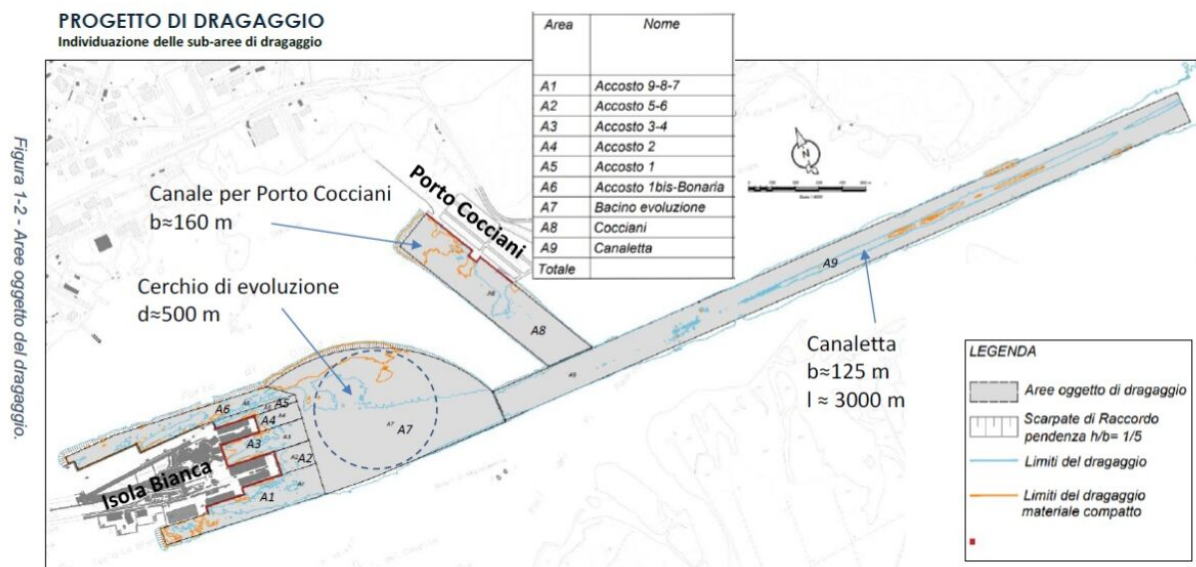 PROGETTO DI DRAGAGGIO
Individuazione delle sub-aree di dragaggio
Figura 1-2 - Aree oggetto del dragaggio.
Area Nome
A1 Accosto 9-8-7
A2 Accosto 5-6
A3 Accosto 3-4
A4 Accosto 2
A5 Accosto 1
A6 Accosto 1bis-Bonaria
A7 Bacino evoluzione
A8 Cocciani
A9 Canaletta
Totale
N
Canale per Porto Cocciani
b≈160 m
Porto Cocciani
Cerchio di evoluzione
d≈500 m
A9
A8
Canaletta
b≈125 m
l ≈ 3000 m
A6
A5
A4
A3
A2
A1
A7
Isola Bianca
LEGENDA
Aree oggetto di dragaggio
Scarpate di Raccordo
pendenza h/b= 1/5
Limiti del dragaggio
Limiti del dragaggio
materiale compatto